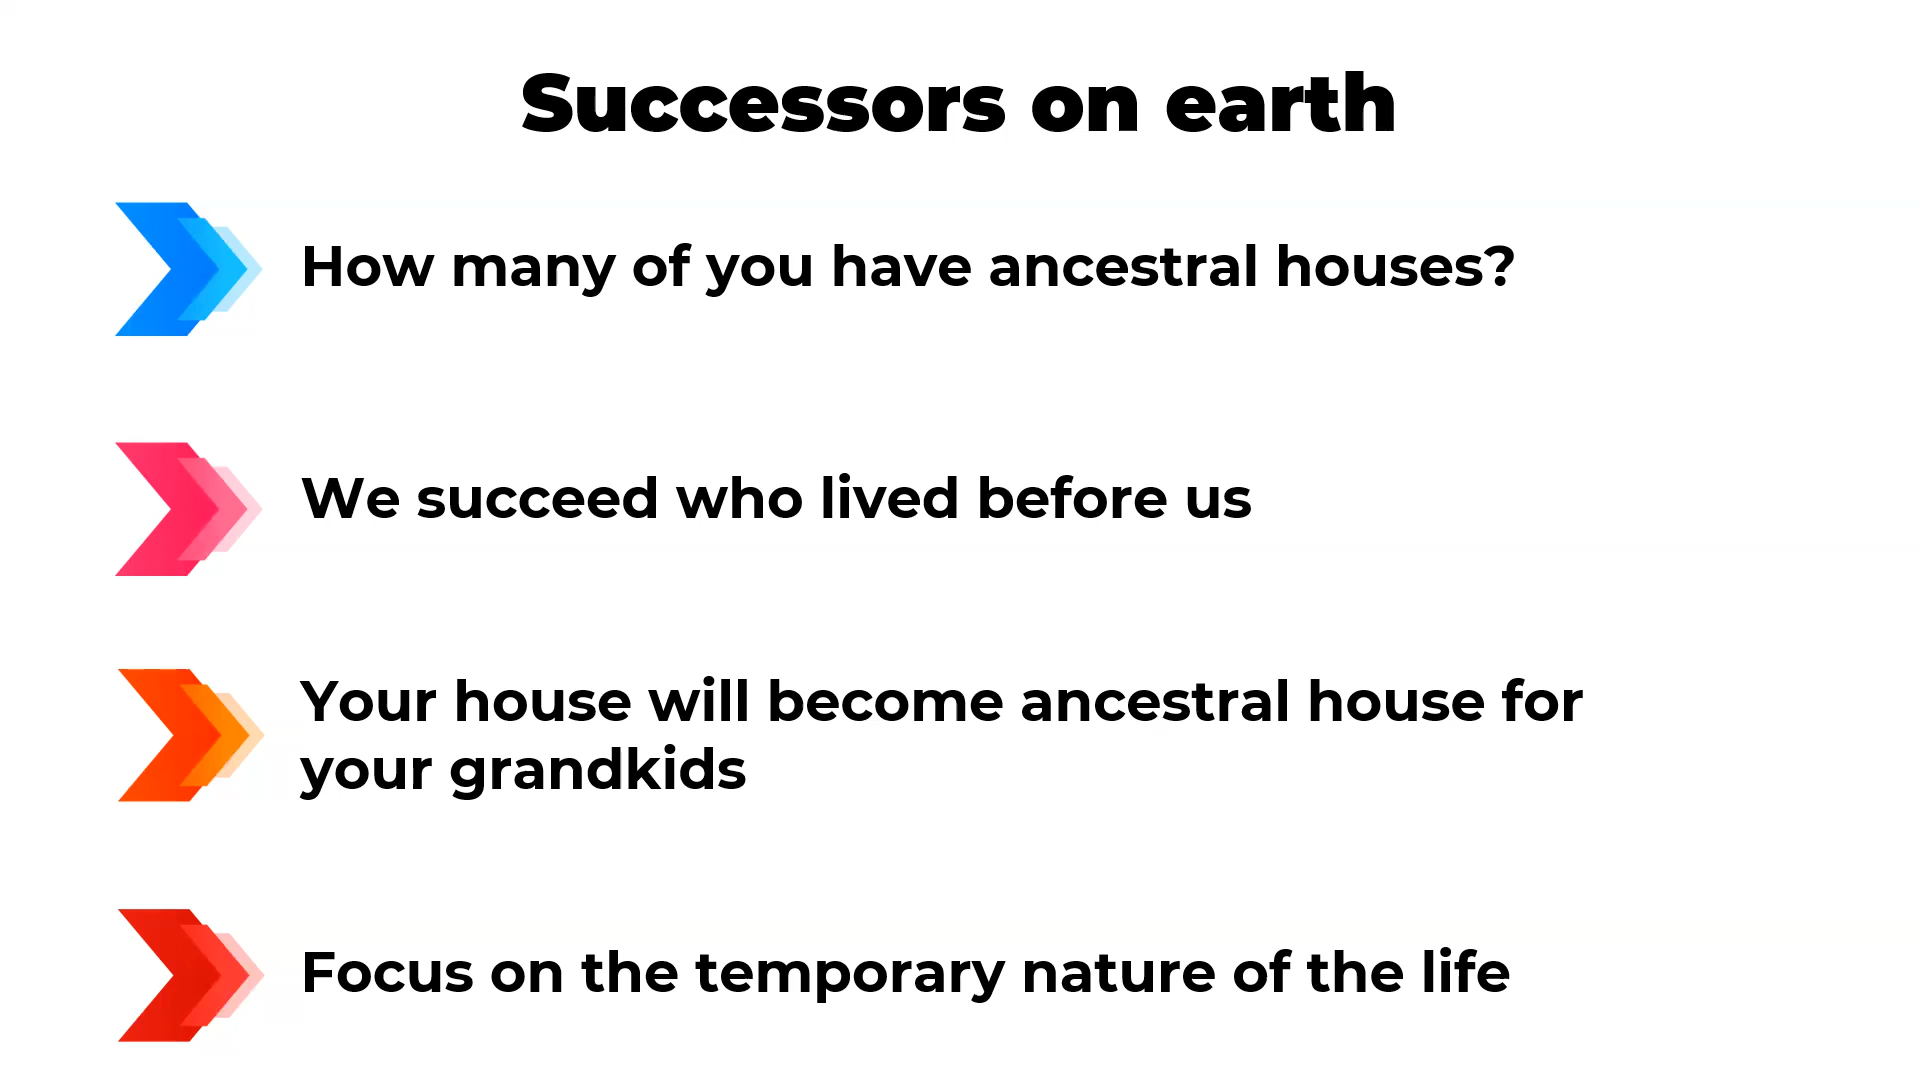 Successors on earth
How many of you have ancestral houses?
We succeed who lived before us
Your house will become ancestral house for
your grandkids
Focus on the temporary nature of the life